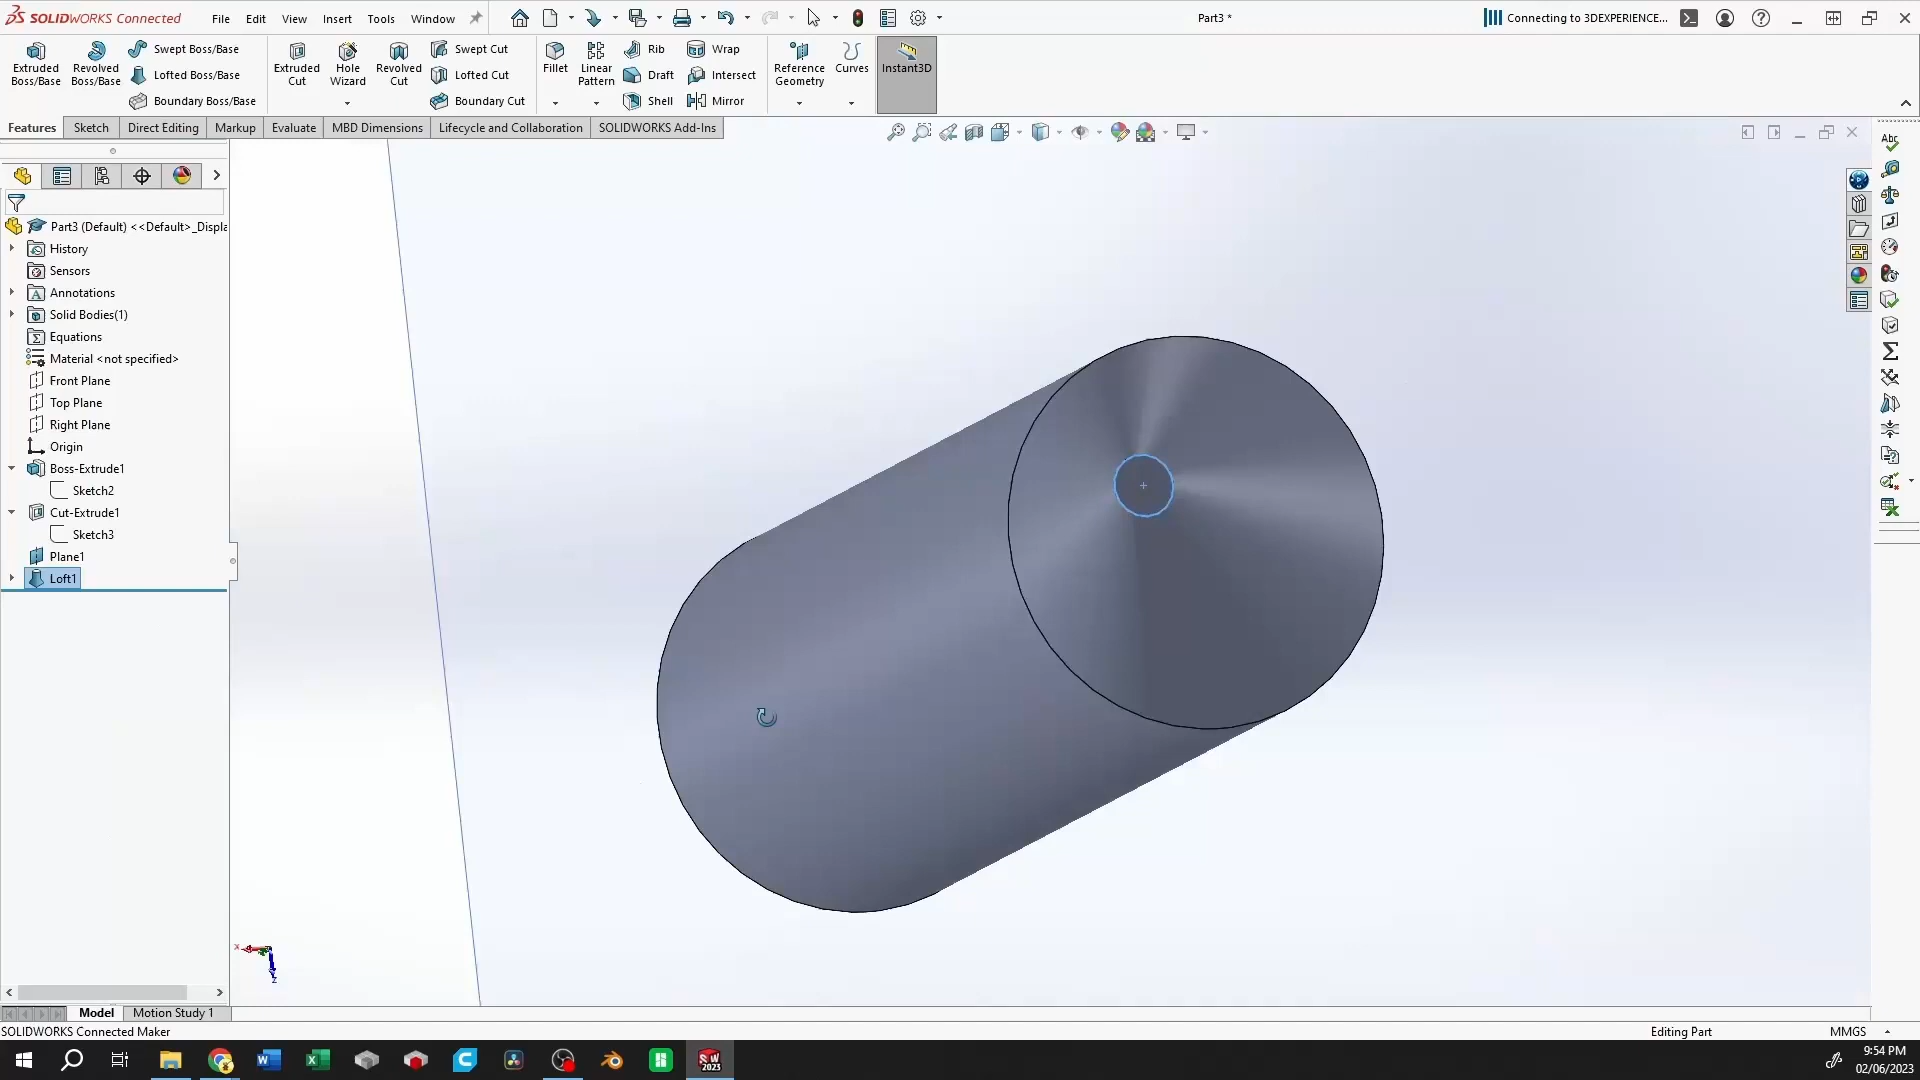 SOLIDWORKS Connected
File Edit View Insert Tools Window
Part3 *
Connecting to 3DEXPERIENCE...
Extruded Boss/Base
Revolved Boss/Base
Swept Boss/Base
Lofted Boss/Base
Boundary Boss/Base
Extruded Cut
Hole Wizard
Revolved Cut
Swept Cut
Lofted Cut
Boundary Cut
Fillet
Linear Pattern
Rib
Draft
Shell
Wrap
Intersect
Mirror
Reference Geometry
Curves
Instant3D
Features Sketch Direct Editing Markup Evaluate MBD Dimensions Lifecycle and Collaboration SOLIDWORKS Add-Ins
Abc
Part3 (Default) <<Default>_Displa
History
Sensors
Annotations
Solid Bodies(1)
Equations
Material <not specified>
Front Plane
Top Plane
Right Plane
Origin
Boss-Extrude1
Sketch2
Cut-Extrude1
Sketch3
Plane1
Loft1
x
z
Model Motion Study 1
SOLIDWORKS Connected Maker
Editing Part
MMGS
9:54 PM
02/06/2023